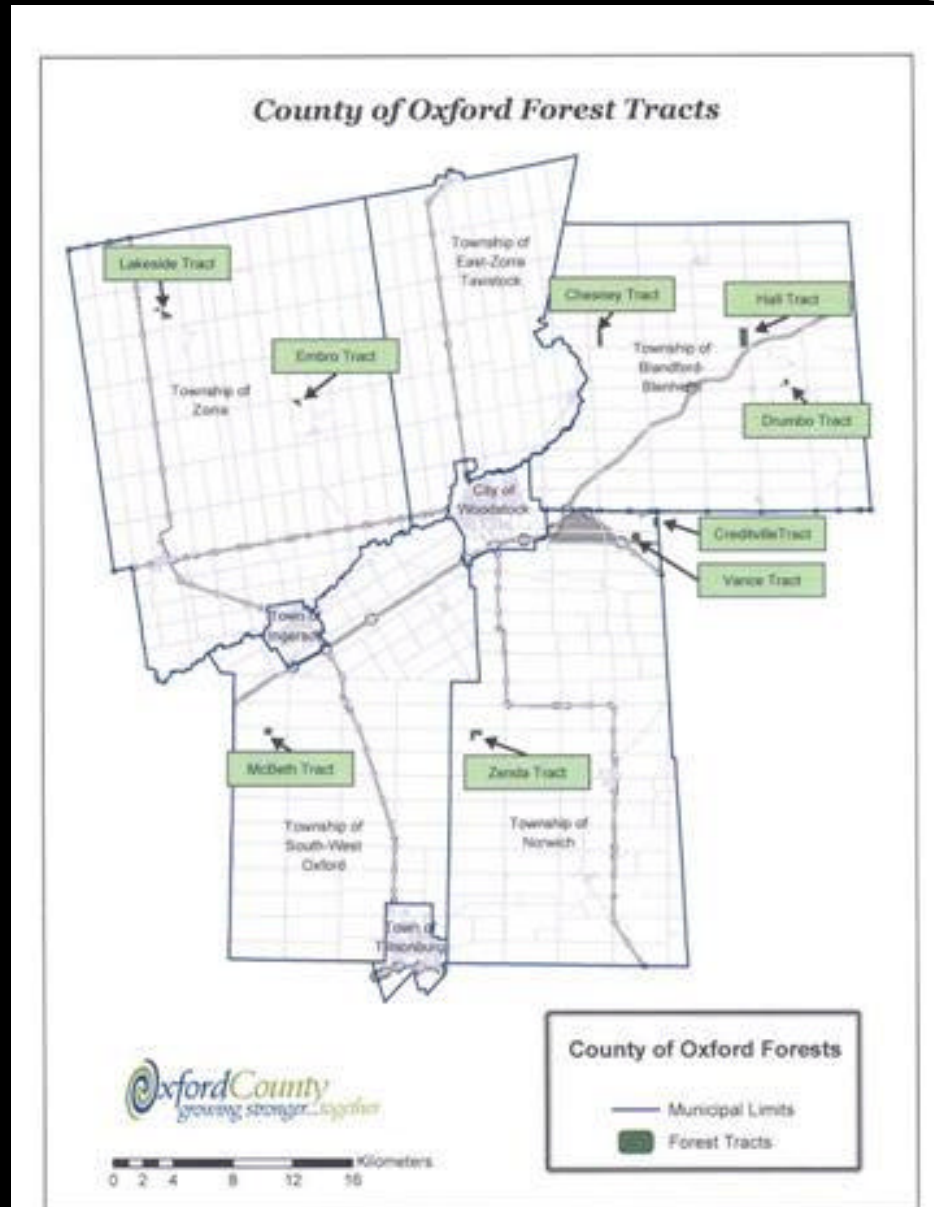 County of Oxford Forest Tracts
Township of
East-Zorra
Tavistock
Lakeside Tract
Chesney Tract
Hall Tract
Embro Tract
Township of
Blandford-
Blenheim
Township of
Zorra
Drumbo Tract
City of
Woodstock
CreditvilleTract
Vance Tract
Town of
Ingersoll
McBeth Tract
Zenda Tract
Township of
South-West
Oxford
Township of
Norwich
Town of
Tillsonburg
County of Oxford Forests
OxfordCounty
growing stronger...together
Municipal Limits
Forest Tracts
Kilometers
0 2 4 8 12 16